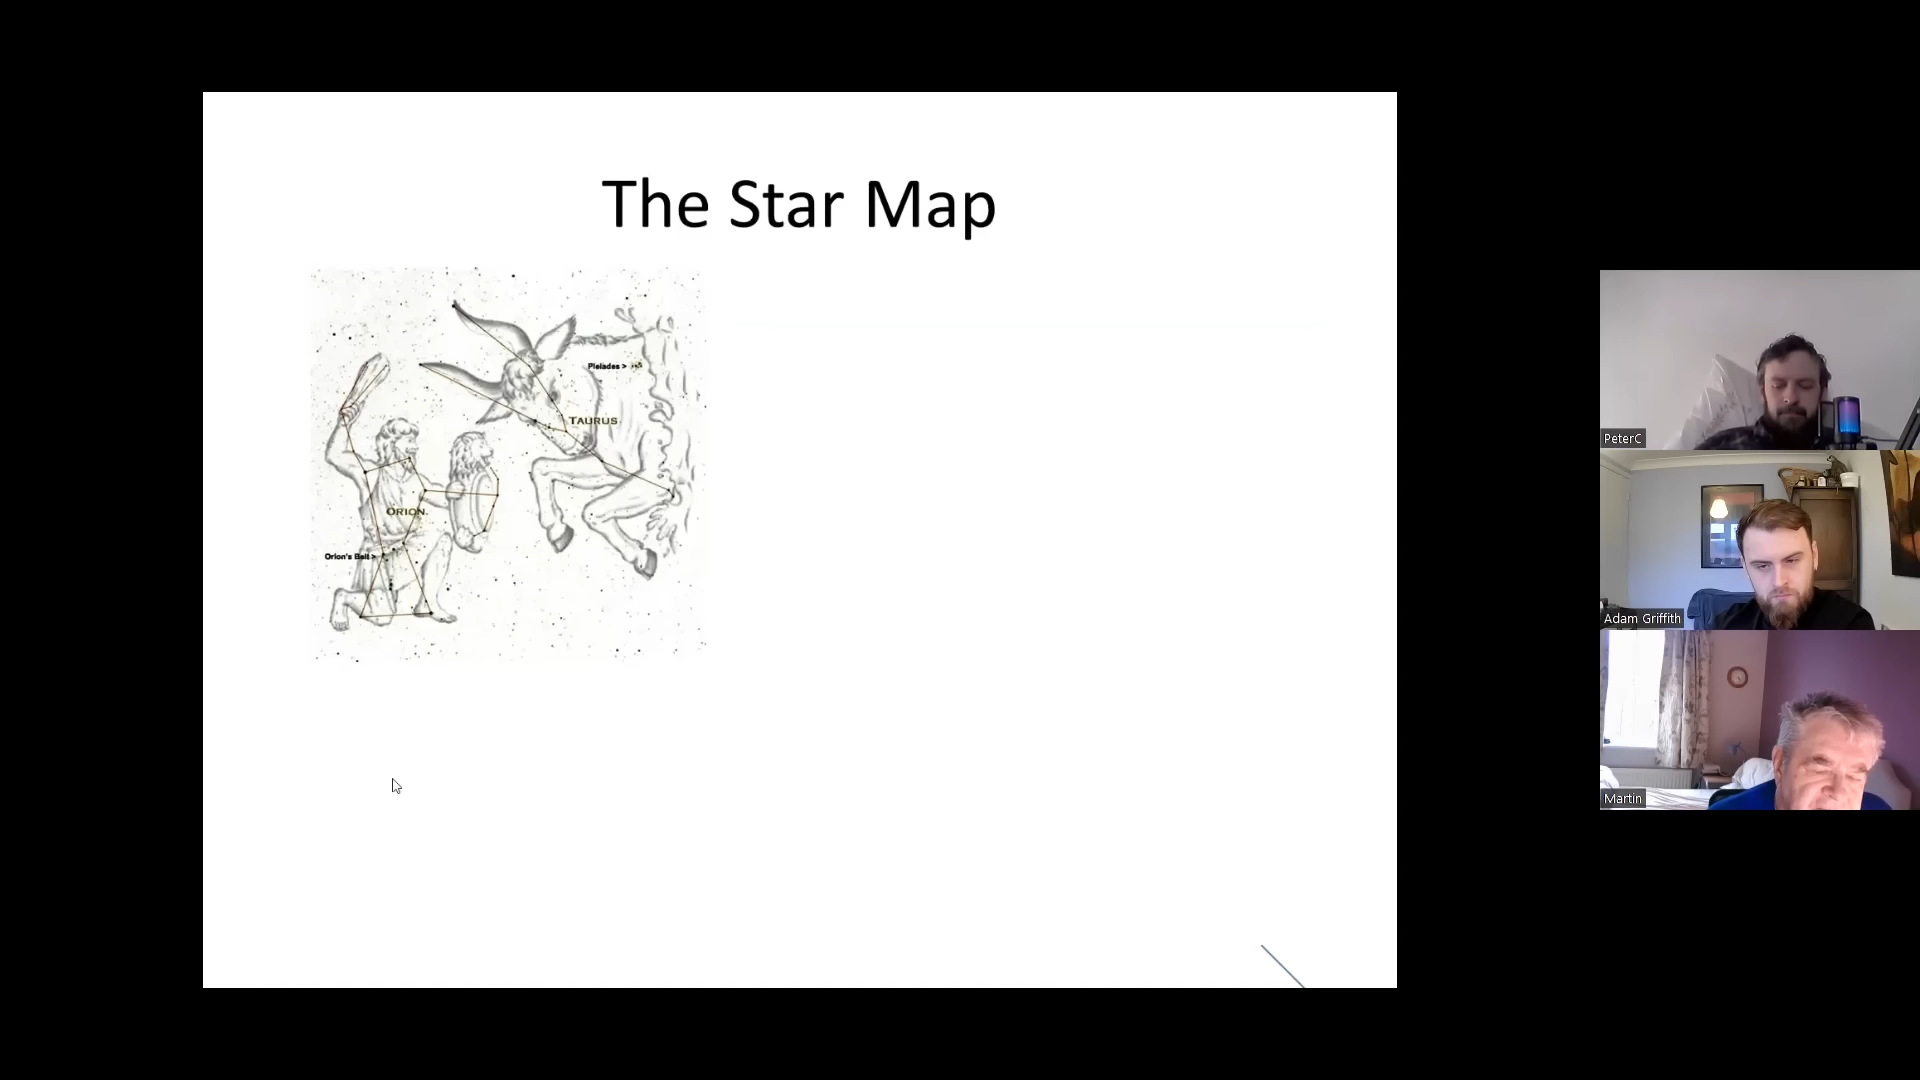 The Star Map
Pleiades >
TAURUS
ORION
Orion's Belt >
PeterC
Adam Griffith
Martin